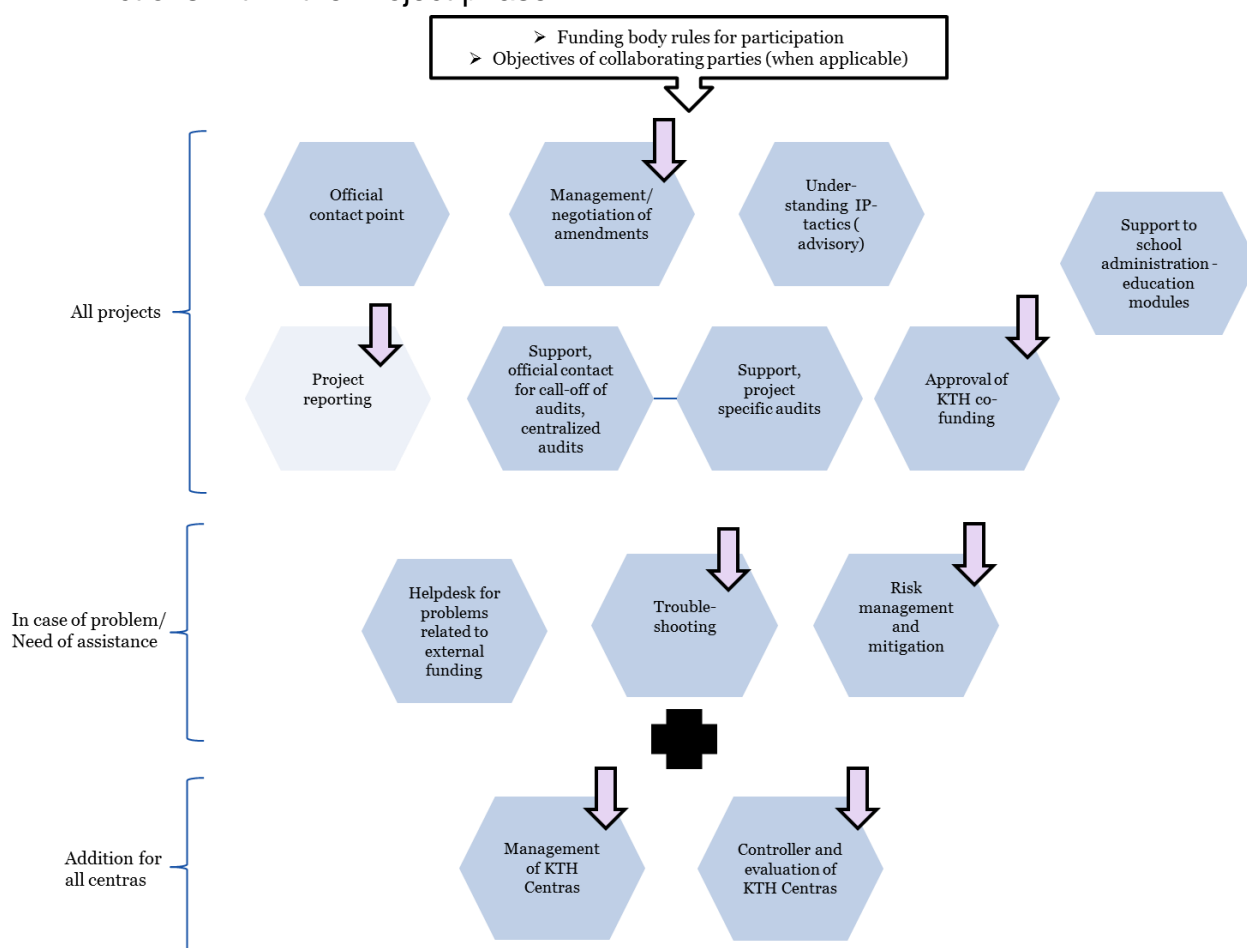 ➢ Funding body rules for participation
➢ Objectives of collaborating parties (when applicable)
All projects
Official
contact point
Management/
negotiation of
amendments
Under-
standing IP-
tactics (
advisory)
Support to
school
administration -
education
modules
Project
reporting
Support,
official contact
for call-off of
audits,
centralized
audits
Support,
project
specific audits
Approval of
KTH co-
funding
In case of problem/
Need of assistance
Helpdesk for
problems
related to
external
funding
Trouble-
shooting
Risk
management
and
mitigation
Addition for
all centras
Management
of KTH
Centras
Controller and
evaluation of
KTH Centras